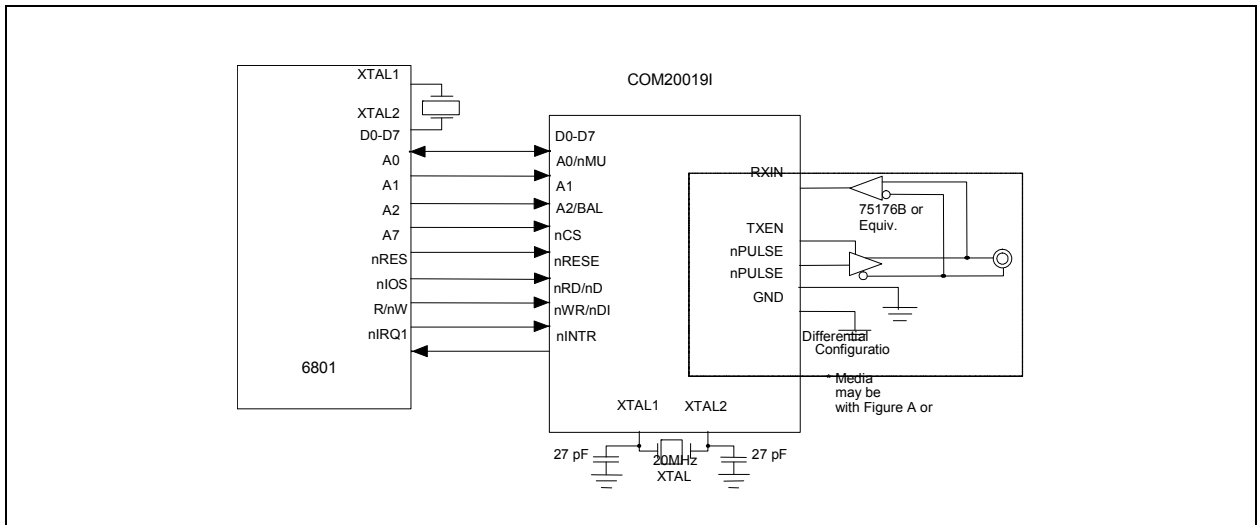 XTAL1
XTAL2
D0-D7
A0
A1
A2
A7
nRES
nIOS
R/nW
nIRQ1
6801
COM20019I
D0-D7
A0/nMU
A1
A2/BAL
nCS
nRESE
nRD/nD
nWR/nDI
nINTR
RXIN
TXEN
nPULSE
nPULSE
GND
XTAL1
XTAL2
75176B or
Equiv.
Differential
Configuratio
* Media
may be
with Figure A or
27 pF
20MHz
XTAL
27 pF